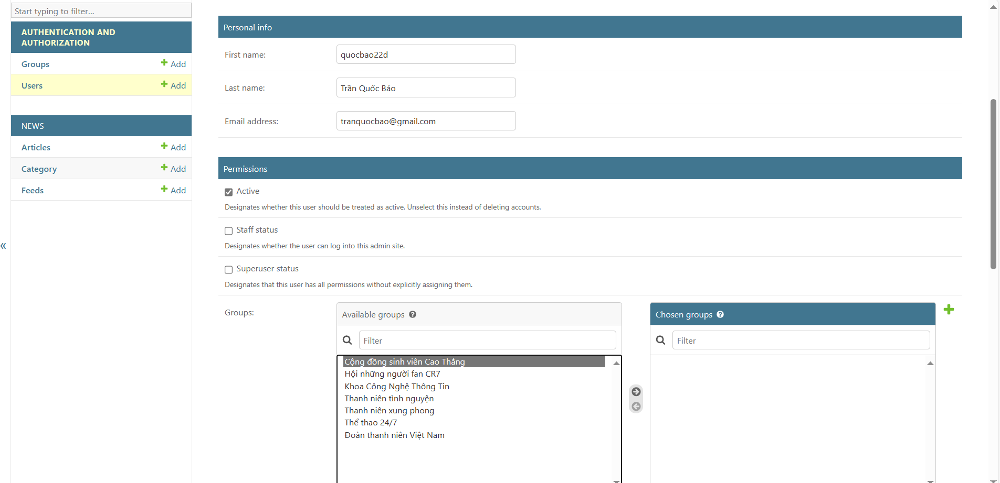 Start typing to filter...
AUTHENTICATION AND
AUTHORIZATION
Groups
Add
Users
Add
NEWS
Articles
Add
Category
Add
Feeds
Add
«
Personal info
First name:
quocbao22d
Last name:
Trần Quốc Bảo
Email address:
tranquocbao@gmail.com
Permissions
Active
Designates whether this user should be treated as active. Unselect this instead of deleting accounts.
Staff status
Designates whether the user can log into this admin site.
Superuser status
Designates that this user has all permissions without explicitly assigning them.
Groups:
Available groups ?
Filter
Cộng đồng sinh viên Cao Thắng
Hội những người fan CR7
Khoa Công Nghệ Thông Tin
Thanh niên tình nguyện
Thanh niên xung phong
Thể thao 24/7
Đoàn thanh niên Việt Nam
Chosen groups ?
Filter